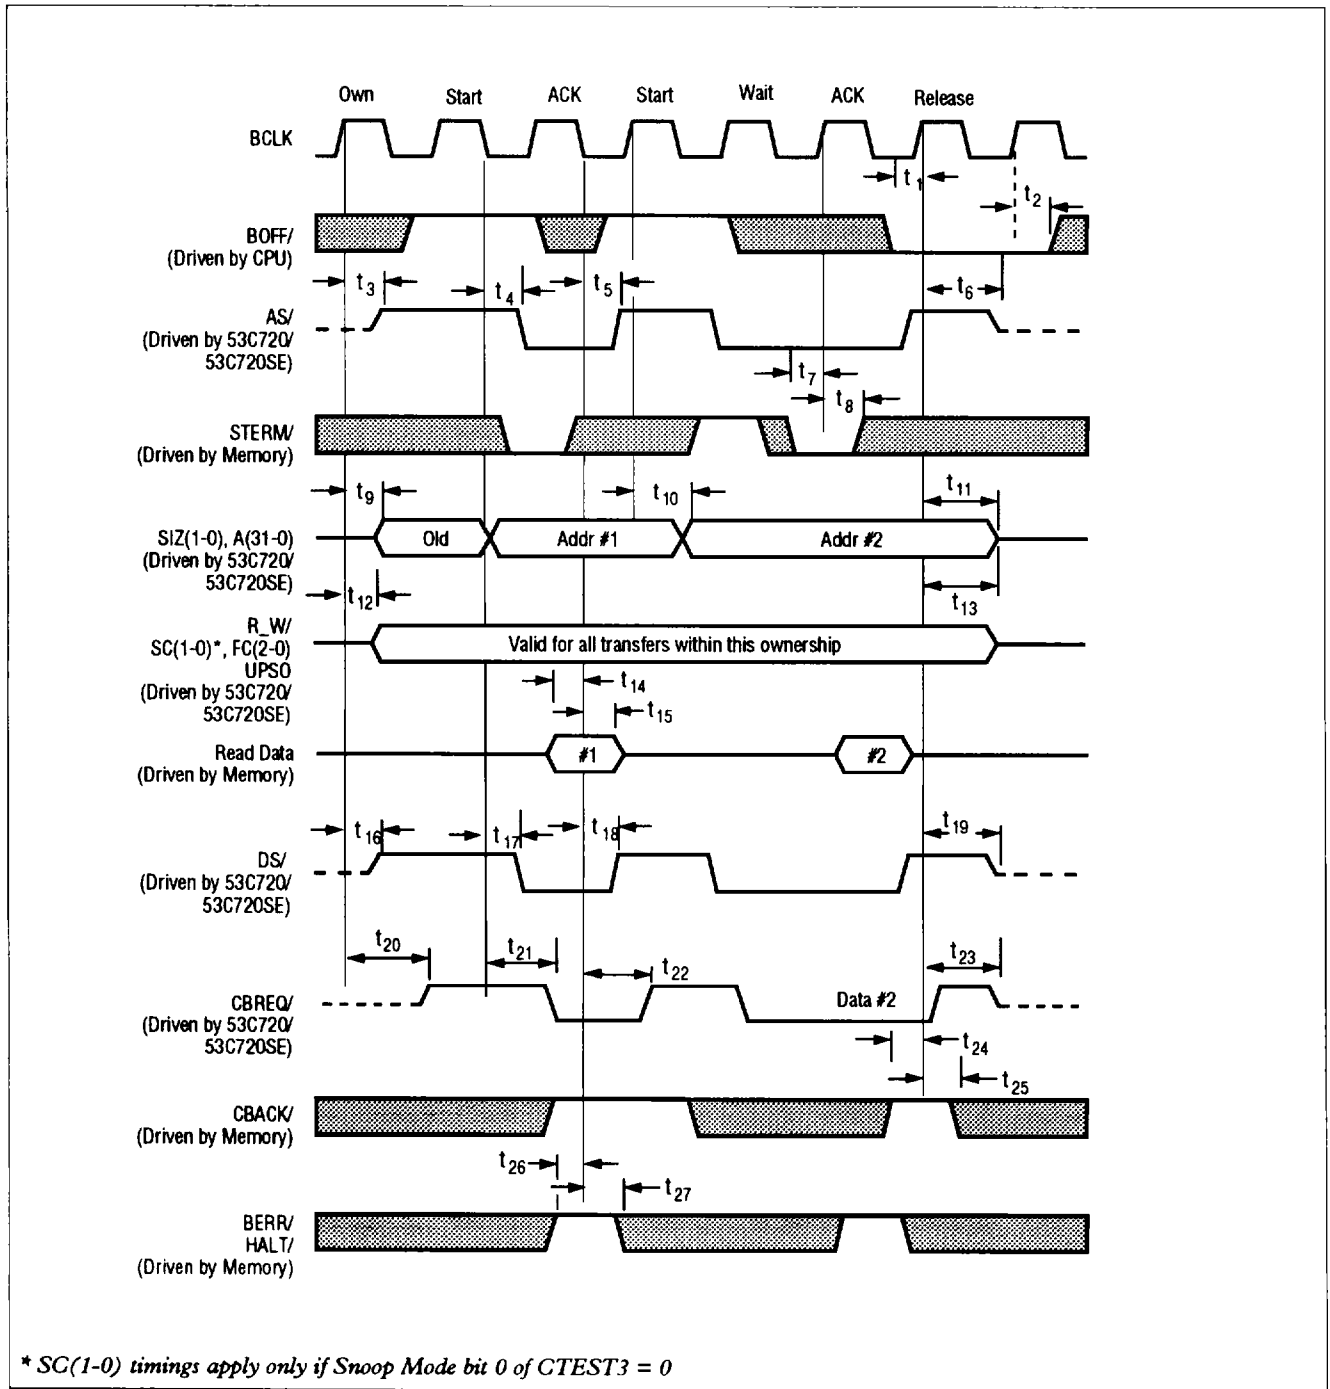 Own Start ACK Start Wait ACK Release
BCLK
t1
t2
BOFF/
(Driven by CPU)
t3 t4 t5 t6
AS/
(Driven by 53C720/
53C720SE)
t7
t8
STERM/
(Driven by Memory)
t9 t10 t11
SIZ(1-0), A(31-0)
(Driven by 53C720/
53C720SE)
Old Addr #1 Addr #2
t12 t13
R_W/
SC(1-0)*, FC(2-0)
UPSO
(Driven by 53C720/
53C720SE)
Valid for all transfers within this ownership
t14
t15
Read Data
(Driven by Memory)
#1 #2
t16 t17 t18 t19
DS/
(Driven by 53C720/
53C720SE)
t20 t21 t22 t23
CBREQ/
(Driven by 53C720/
53C720SE)
Data #2
t24
t25
CBACK/
(Driven by Memory)
t26
t27
BERR/
HALT/
(Driven by Memory)
* SC(1-0) timings apply only if Snoop Mode bit 0 of CTEST3 = 0